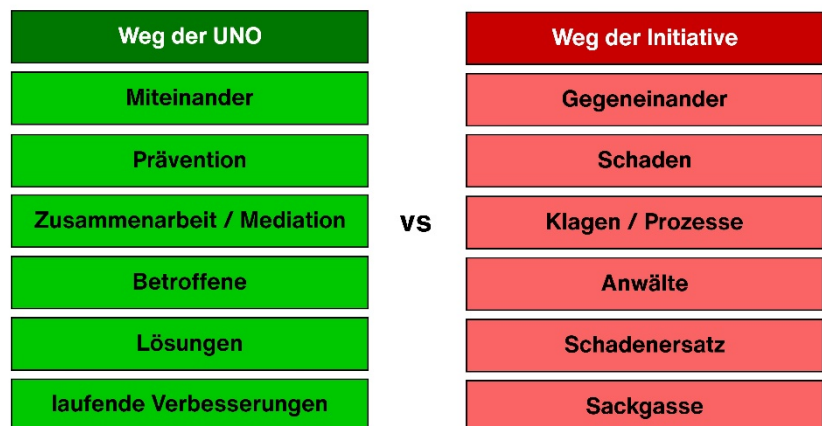 Weg der UNO
Miteinander
Prävention
Zusammenarbeit / Mediation
Betroffene
Lösungen
laufende Verbesserungen
vs
Weg der Initiative
Gegeneinander
Schaden
Klagen / Prozesse
Anwälte
Schadenersatz
Sackgasse